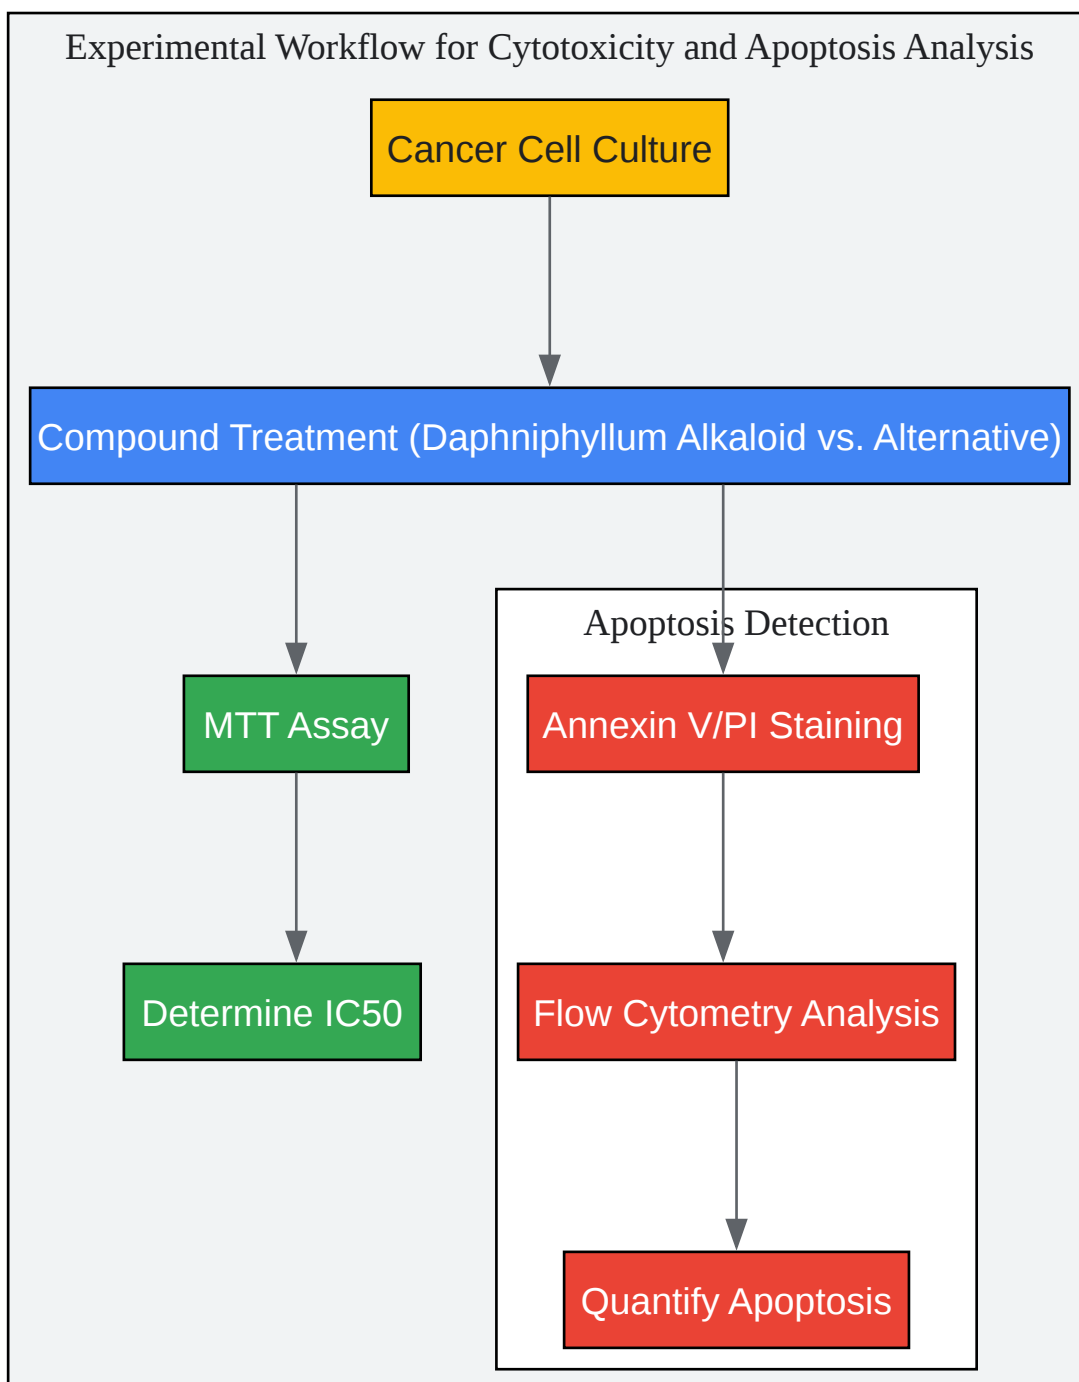 Experimental Workflow for Cytotoxicity and Apoptosis Analysis
Cancer Cell Culture
Compound Treatment (Daphniphyllum Alkaloid vs. Alternative)
Apoptosis Detection
MTT Assay
Annexin V/PI Staining
Determine IC50
Flow Cytometry Analysis
Quantify Apoptosis